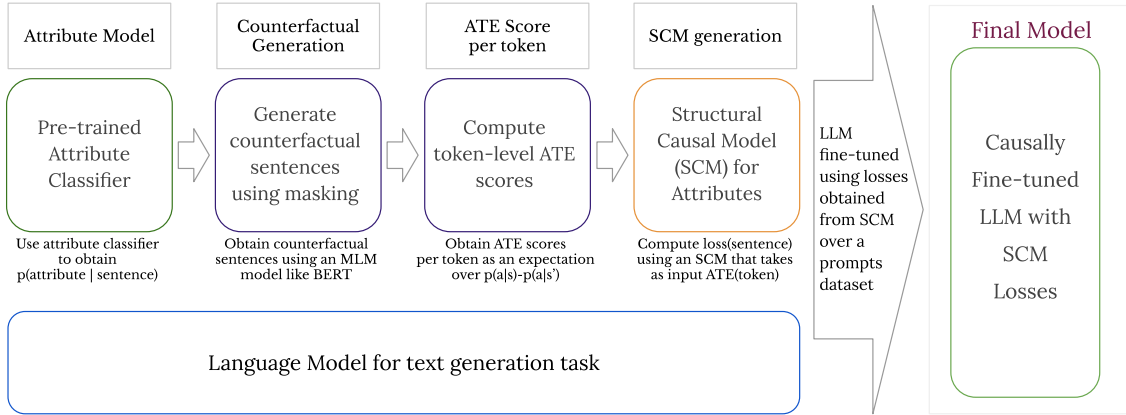 Attribute Model
Counterfactual
Generation
ATE Score
per token
SCM generation
Final Model
Pre-trained
Attribute
Classifier
Generate
counterfactual
sentences
using masking
Compute
token-level ATE
scores
Structural
Causal Model
(SCM) for
Attributes
LLM
fine-tuned
using losses
obtained
from SCM
over a
prompts
dataset
Causally
Fine-tuned
LLM with
SCM
Losses
Use attribute classifier
to obtain
p(attribute | sentence)
Obtain counterfactual
sentences using an MLM
model like BERT
Obtain ATE scores
per token as an expectation
over p(a|s)-p(a|s’)
Compute loss(sentence)
using an SCM that takes
as input ATE(token)
Language Model for text generation task